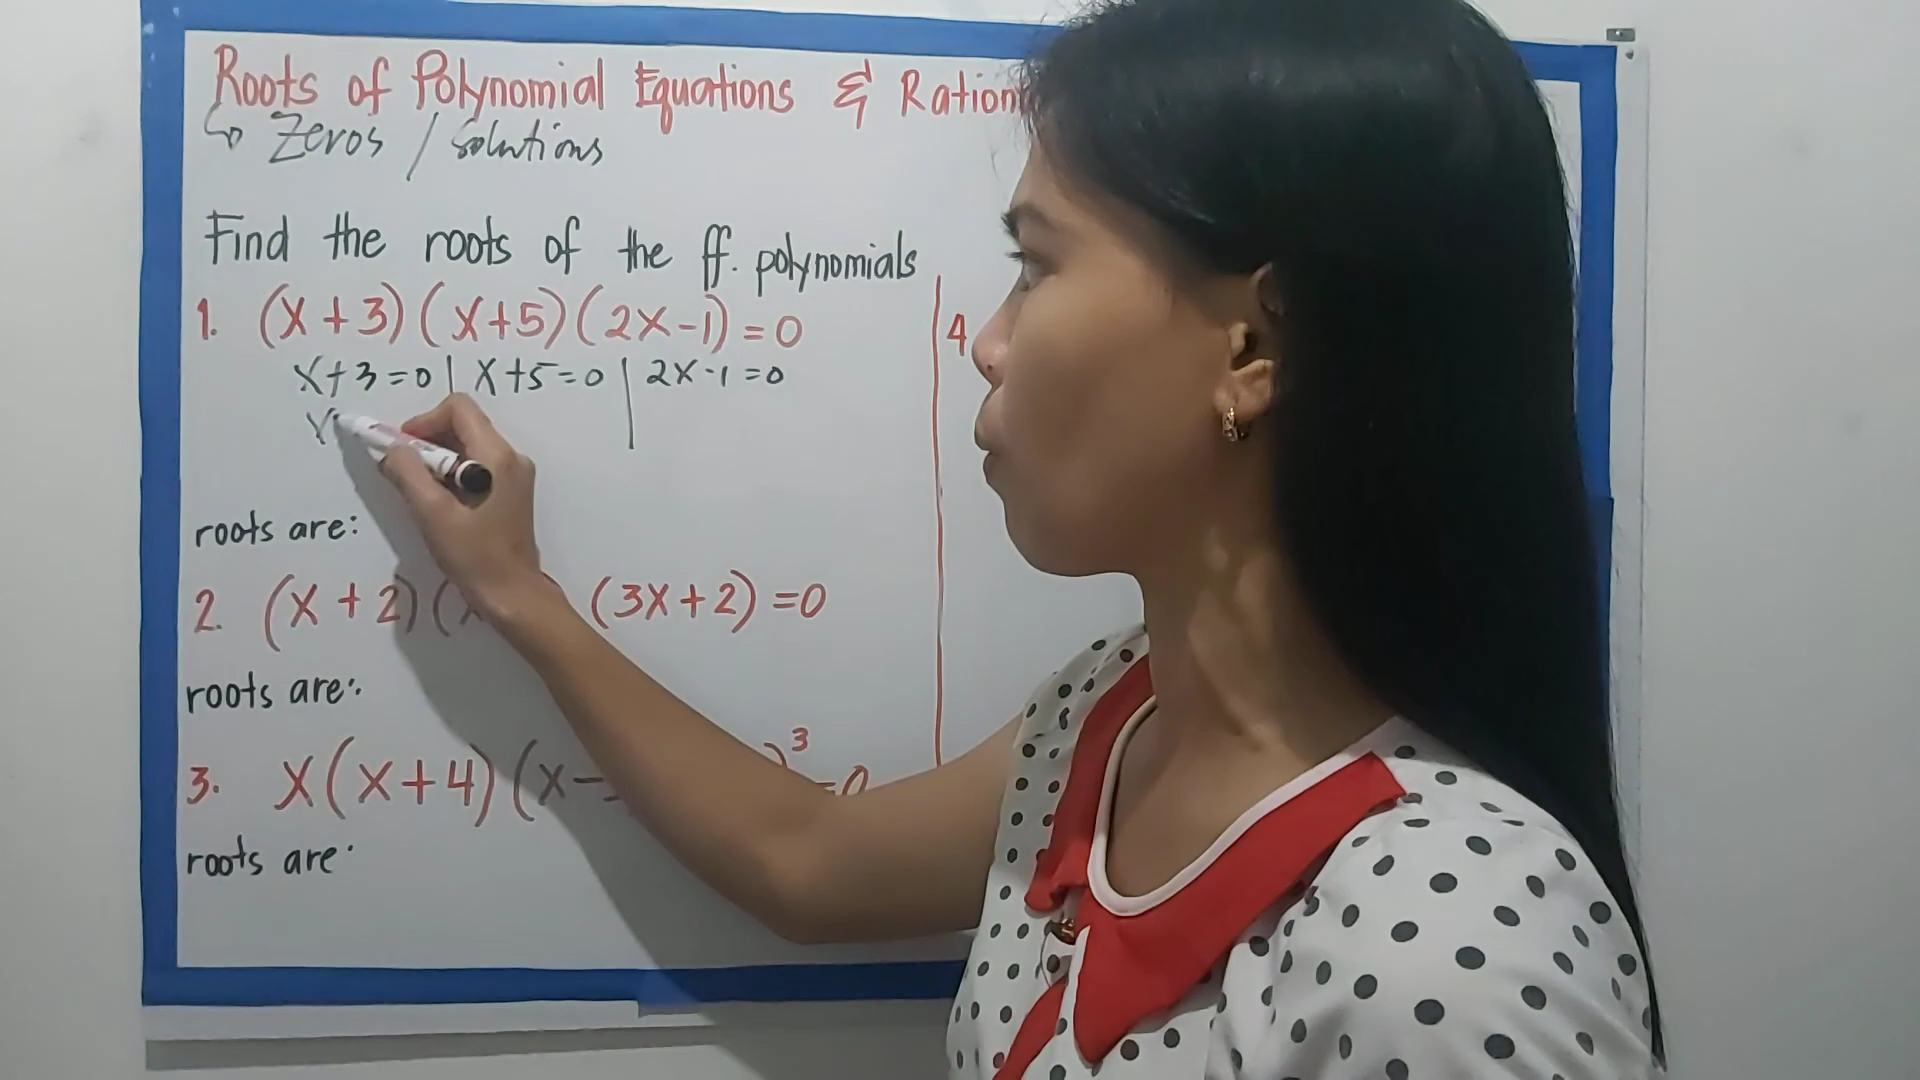 Roots of Polynomial Equations & Ration
↳ Zeros / Solutions
Find the roots of the ff. polynomials
1. (x+3)(x+5)(2x-1)=0
x+3=0 | x+5=0 | 2x-1=0
x
roots are:
2. (x+2)( (3x+2)=0
roots are:
3. x(x+4)(x- )³=0
roots are:
4